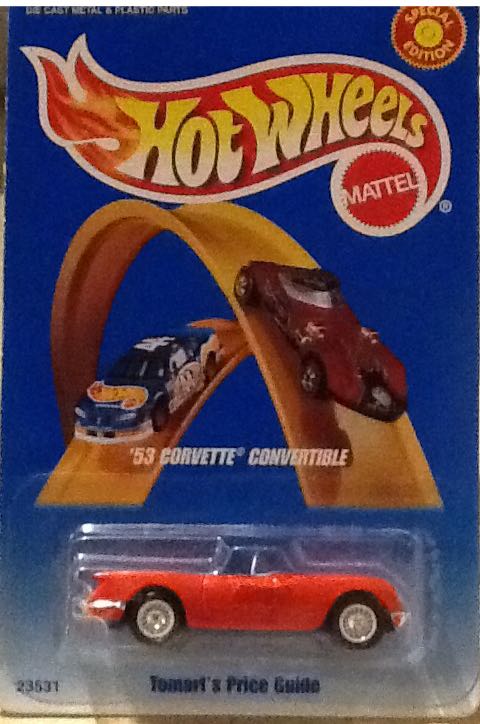 DIE CAST METAL & PLASTIC PARTS
SPECIAL
EDITION
HOT WHEELS
MATTEL
®
'53 CORVETTE® CONVERTIBLE
23531
Tomart's Price Guide